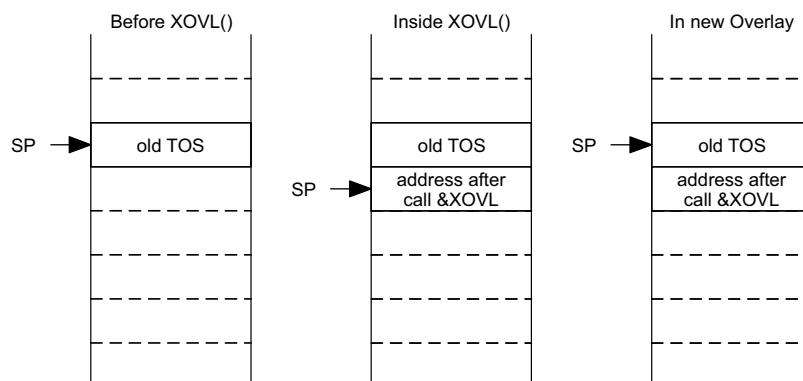 Before XOVL()
Inside XOVL()
In new Overlay
SP
old TOS
old TOS
SP
old TOS
SP
address after
call &XOVL
address after
call &XOVL